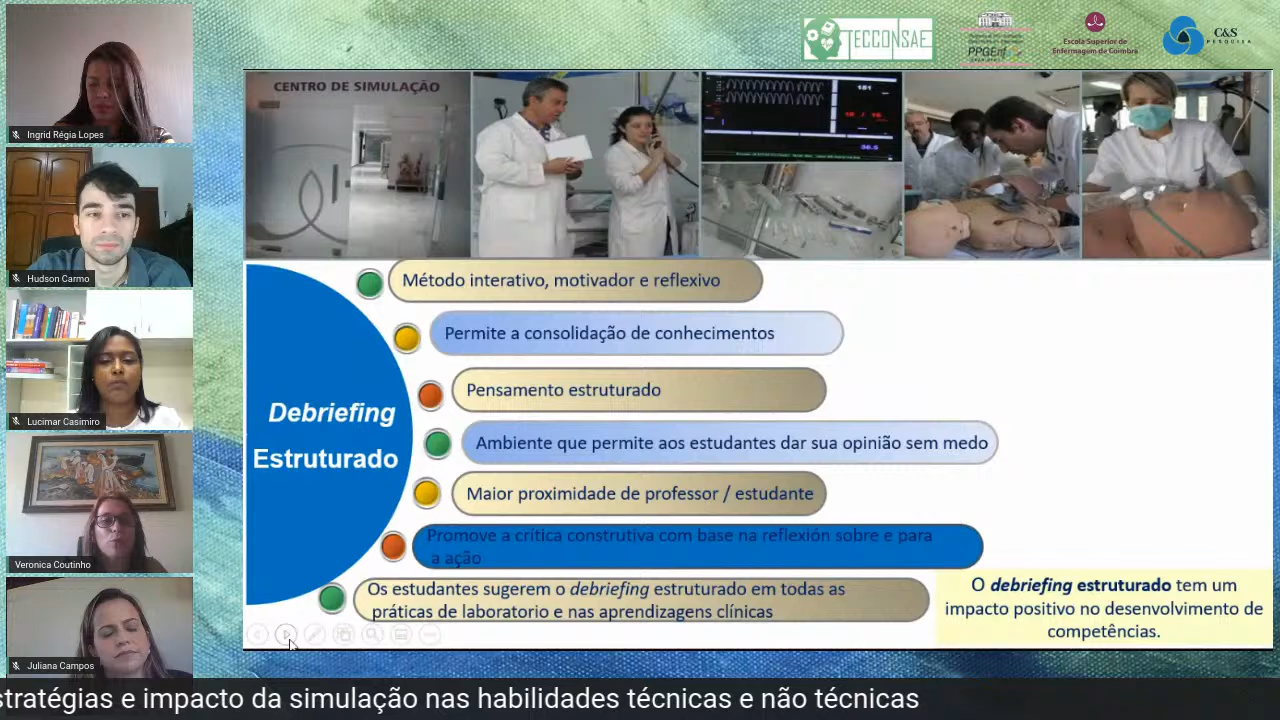 Ingrid Régia Lopes
Hudson Carmo
Lucimar Casimiro
Veronica Coutinho
Juliana Campos
TECCONSAE
PPGEnf
Escola Superior de
Enfermagem de Coimbra
C&S
PESQUISA
CENTRO DE SIMULAÇÃO
Debriefing
Estruturado
Método interativo, motivador e reflexivo
Permite a consolidação de conhecimentos
Pensamento estruturado
Ambiente que permite aos estudantes dar sua opinião sem medo
Maior proximidade de professor / estudante
Promove a crítica construtiva com base na reflexión sobre e para
a ação
Os estudantes sugerem o debriefing estruturado em todas as
práticas de laboratorio e nas aprendizagens clínicas
O debriefing estruturado tem um
impacto positivo no desenvolvimento de
competências.
stratégias e impacto da simulação nas habilidades técnicas e não técnicas